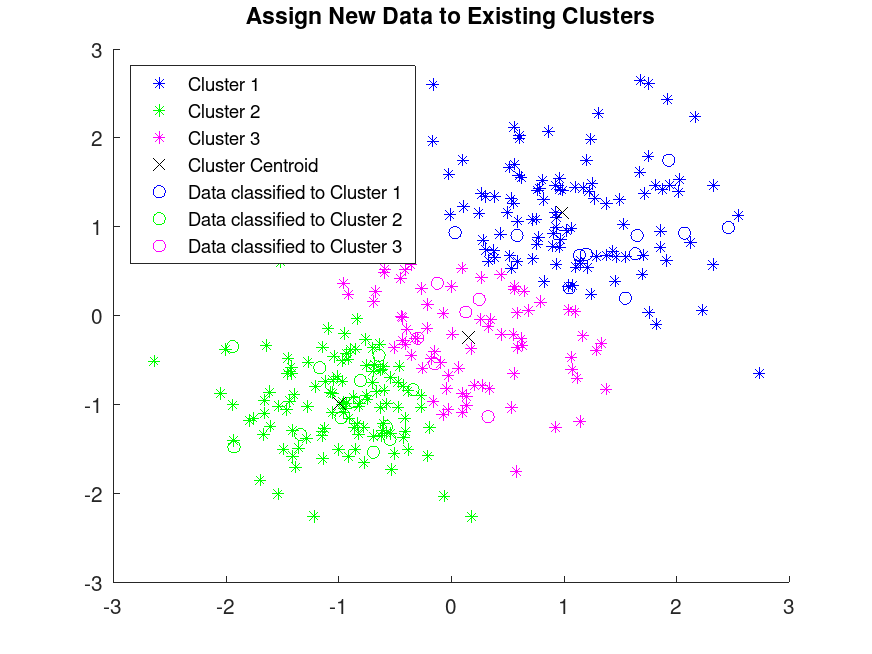 Assign New Data to Existing Clusters
3
Cluster 1
Cluster 2
2
Cluster 3
Cluster Centroid
Data classified to Cluster 1
1
Data classified to Cluster 2
Data classified to Cluster 3
0
-1
-2
-3
-3 -2 -1 0 1 2 3